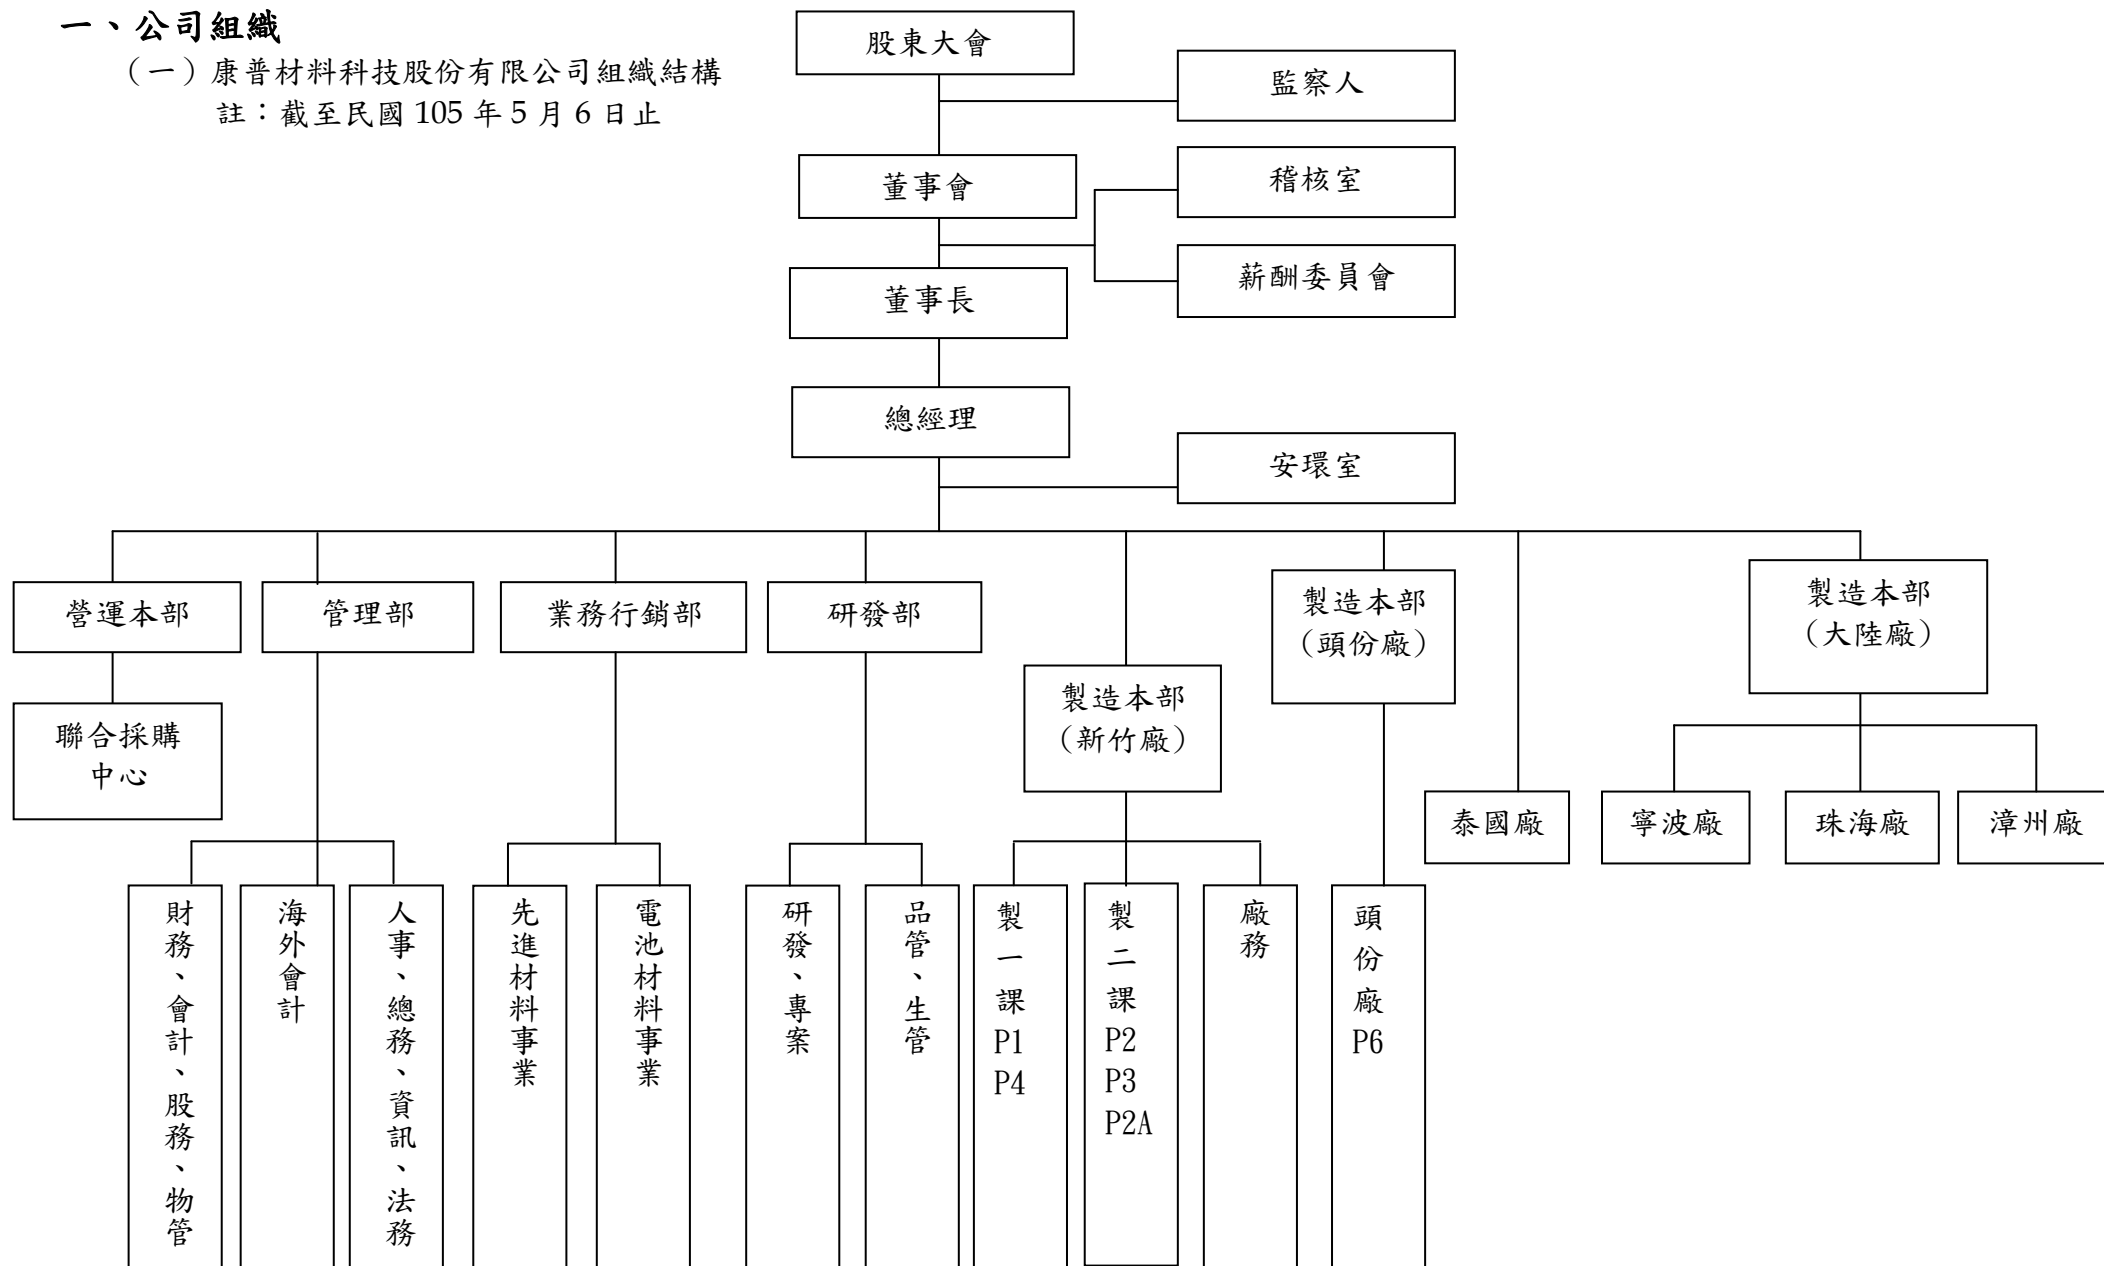 一、公司組織
（一）康普材料科技股份有限公司組織結構
註：截至民國 105 年 5 月 6 日止
股東大會
監察人
董事會
稽核室
薪酬委員會
董事長
總經理
安環室
營運本部
管理部
業務行銷部
研發部
製造本部
（新竹廠）
製造本部
（頭份廠）
製造本部
（大陸廠）
聯合採購
中心
泰國廠
寧波廠
珠海廠
漳州廠
財務、會計、股務、物管
海外會計
人事、總務、資訊、法務
先進材料事業
電池材料事業
研發、專案
品管、生管
製一課
P1
P4
製二課
P2
P3
P2A
廠務
頭份廠
P6